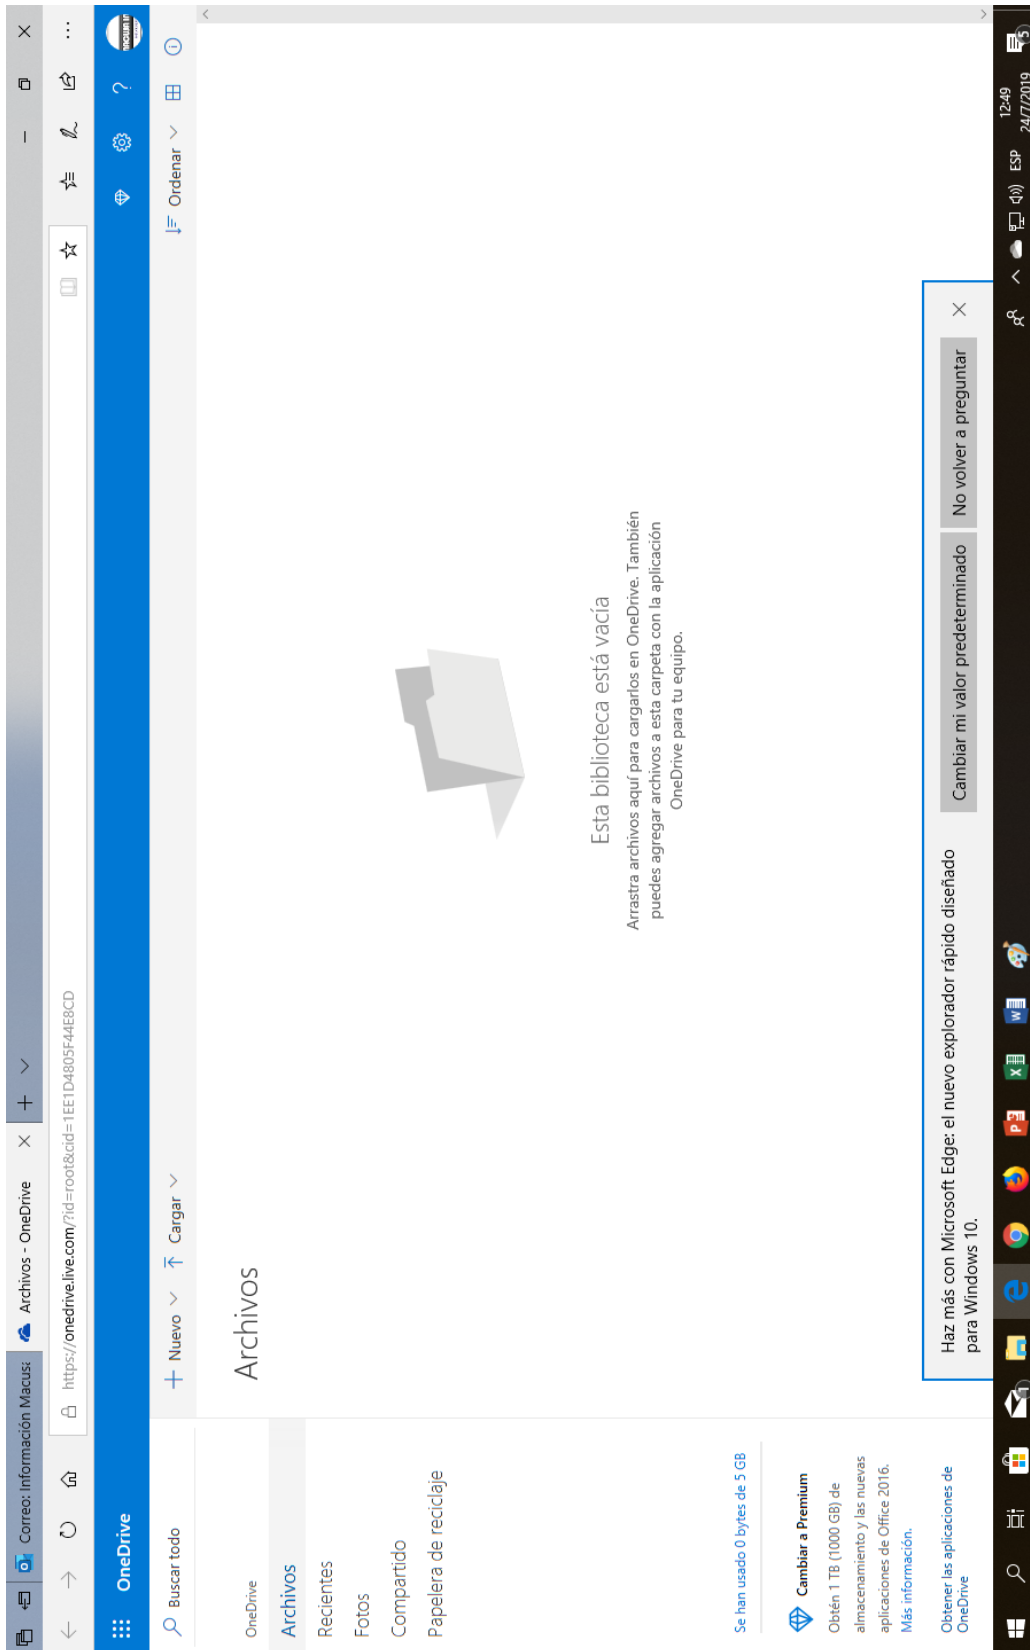 Correo: Información Macusa
Archivos - OneDrive
https://onedrive.live.com/?id=root&cid=1EE1D4805F44E8CD
OneDrive
?
Buscar todo
Nuevo
Cargar
Ordenar
OneDrive
Archivos
Recientes
Fotos
Compartido
Papelera de reciclaje
Se han usado 0 bytes de 5 GB
Cambiar a Premium
Obtén 1 TB (1000 GB) de
almacenamiento y las nuevas
aplicaciones de Office 2016.
Más información.
Obtener las aplicaciones de
OneDrive
Archivos
Esta biblioteca está vacía
Arrastra archivos aquí para cargarlos en OneDrive. También
puedes agregar archivos a esta carpeta con la aplicación
OneDrive para tu equipo.
Haz más con Microsoft Edge: el nuevo explorador rápido diseñado
para Windows 10.
Cambiar mi valor predeterminado
No volver a preguntar
ESP
12:49
24/7/2019
5